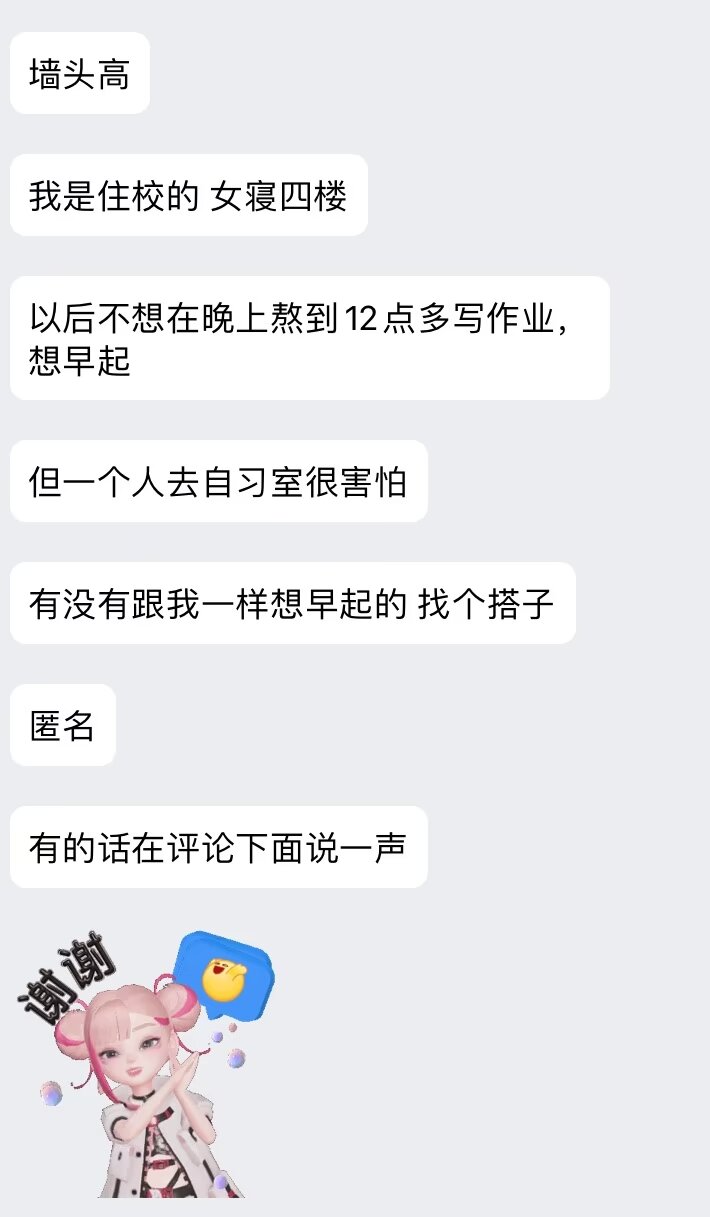 墙头高
我是住校的 女寝四楼
以后不想在晚上熬到12点多写作业，
想早起
但一个人去自习室很害怕
有没有跟我一样想早起的 找个搭子
匿名
有的话在评论下面说一声
谢谢